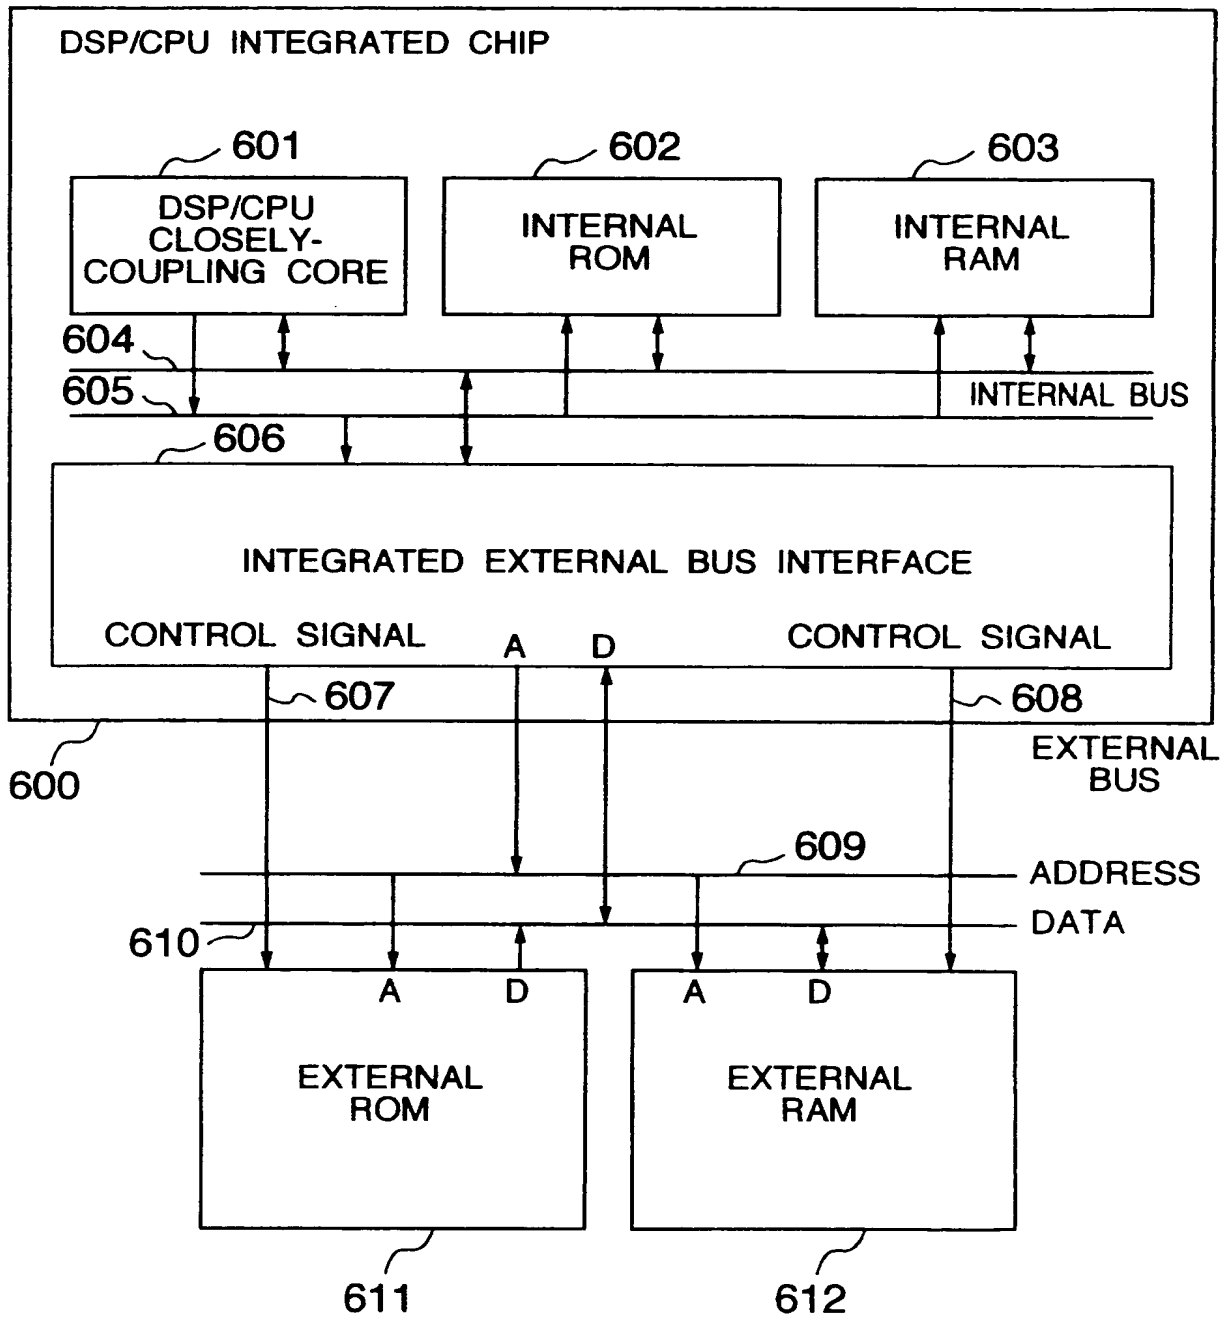 DSP/CPU INTEGRATED CHIP
601
602
603
DSP/CPU
CLOSELY-
COUPLING CORE
INTERNAL
ROM
INTERNAL
RAM
604
605
INTERNAL BUS
606
INTEGRATED EXTERNAL BUS INTERFACE
CONTROL SIGNAL
A
D
CONTROL SIGNAL
607
608
600
EXTERNAL
BUS
609
ADDRESS
610
DATA
A
D
A
D
EXTERNAL
ROM
EXTERNAL
RAM
611
612